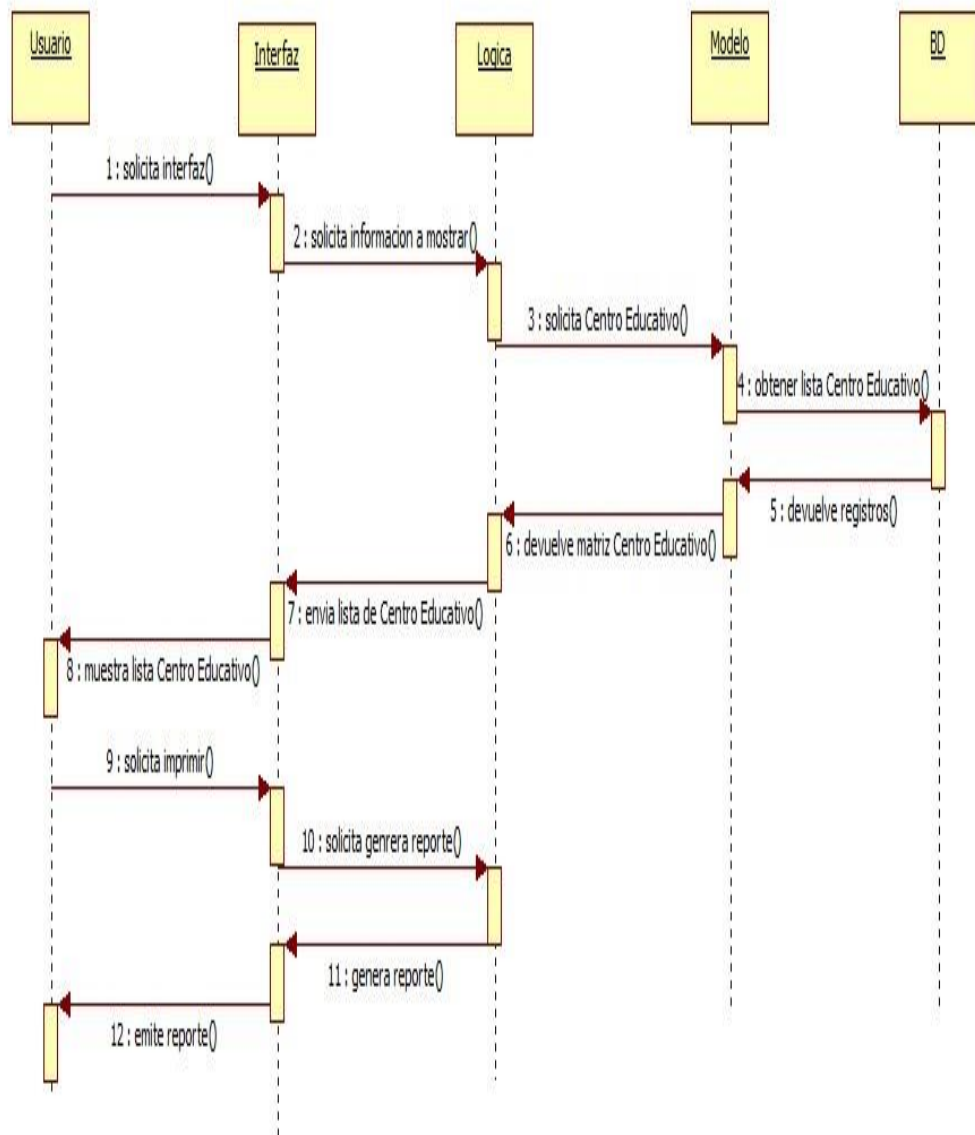 Usuario
Interfaz
Logica
Modelo
BD
1 : solicita interfaz()
2 : solicita informacion a mostrar()
3 : solicita Centro Educativo()
4 : obtener lista Centro Educativo()
5 : devuelve registros()
6 : devuelve matriz Centro Educativo()
7 : envia lista de Centro Educativo()
8 : muestra lista Centro Educativo()
9 : solicita imprimir()
10 : solicita genrera reporte()
11 : genera reporte()
12 : emite reporte()